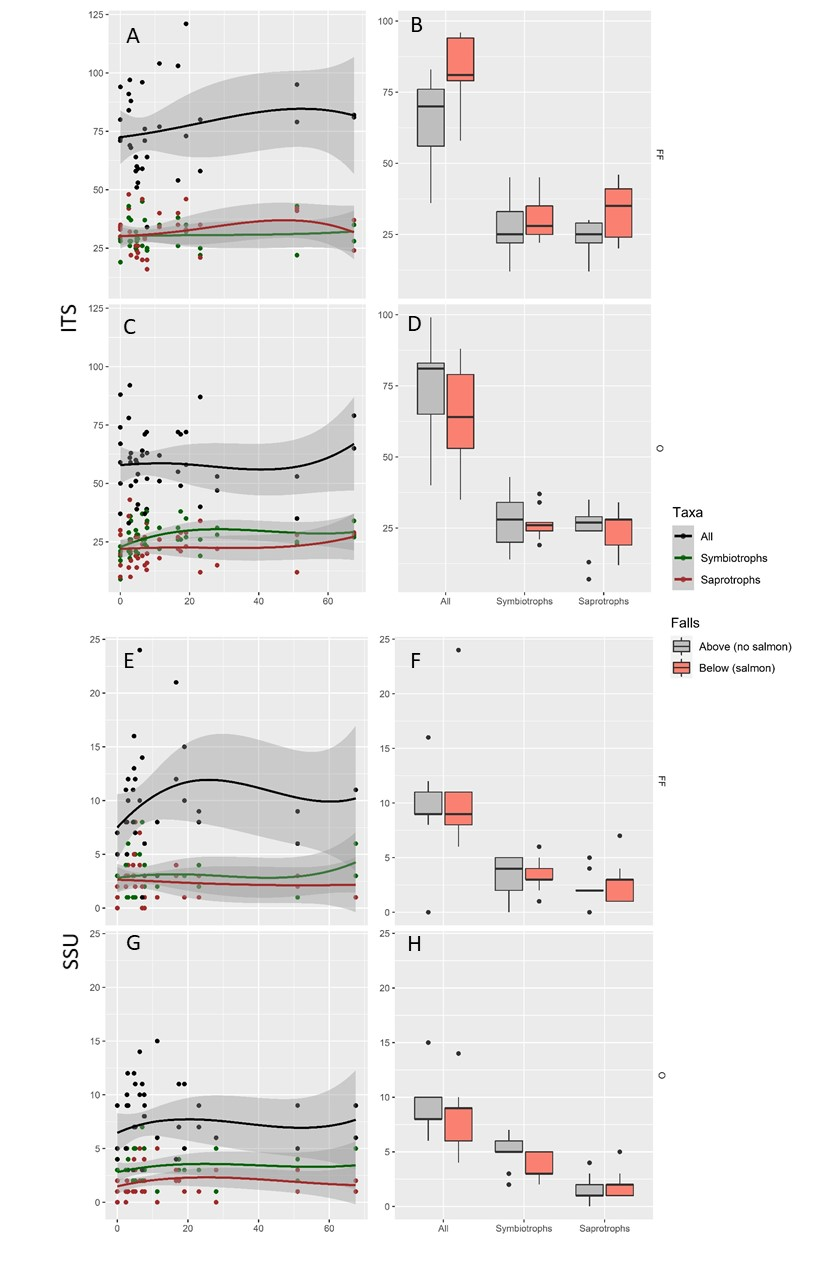 A
125
100
75
50
25
B
100
75
50
25
FF
ITS
C
125
100
75
50
25
0
20
40
60
D
100
75
50
25
All
Symbiotrophs
Saprotrophs
O
Taxa
All
Symbiotrophs
Saprotrophs
Falls
Above (no salmon)
Below (salmon)
E
25
20
15
10
5
0
F
25
20
15
10
5
0
FF
SSU
G
25
20
15
10
5
0
0
20
40
60
H
25
20
15
10
5
0
All
Symbiotrophs
Saprotrophs
O